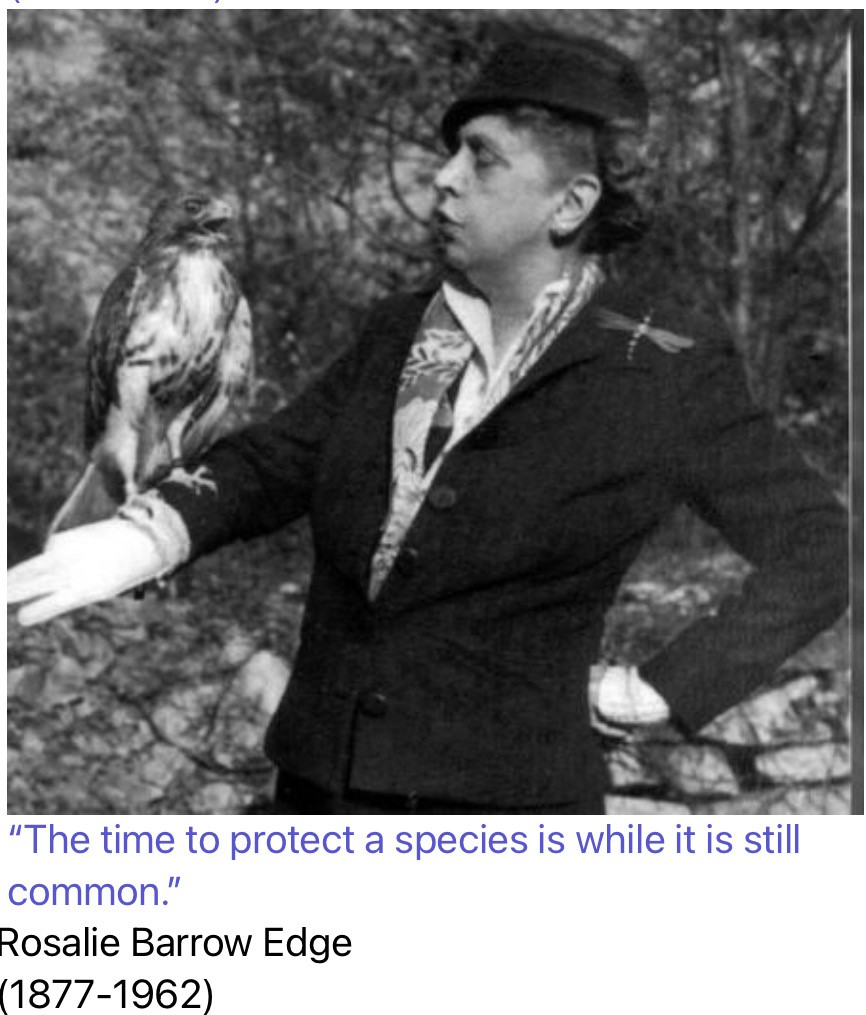 “The time to protect a species is while it is still
common.”
Rosalie Barrow Edge
(1877-1962)